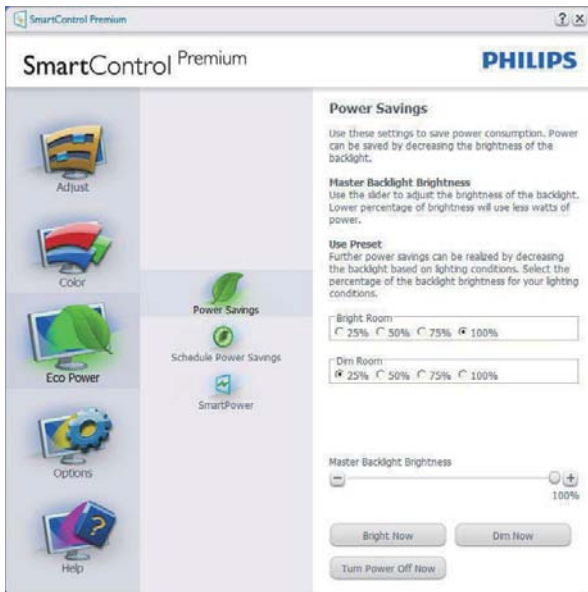 SmartControl Premium
? x
SmartControl Premium
PHILIPS
Adjust
Color
Eco Power
Options
Help
Power Savings
Schedule Power Savings
SmartPower
Power Savings
Use these settings to save power consumption. Power
can be saved by decreasing the brightness of the
backlight.
Master Backlight Brightness
Use the slider to adjust the brightness of the backlight.
Lower percentage of brightness will use less watts of
power.
Use Preset
Further power savings can be realized by decreasing
the backlight based on lighting conditions. Select the
percentage of the backlight brightness for your lighting
conditions.
Bright Room
25% 50% 75% 100%
Dim Room
25% 50% 75% 100%
Master Backlight Brightness
- +
100%
Bright Now Dim Now
Turn Power Off Now